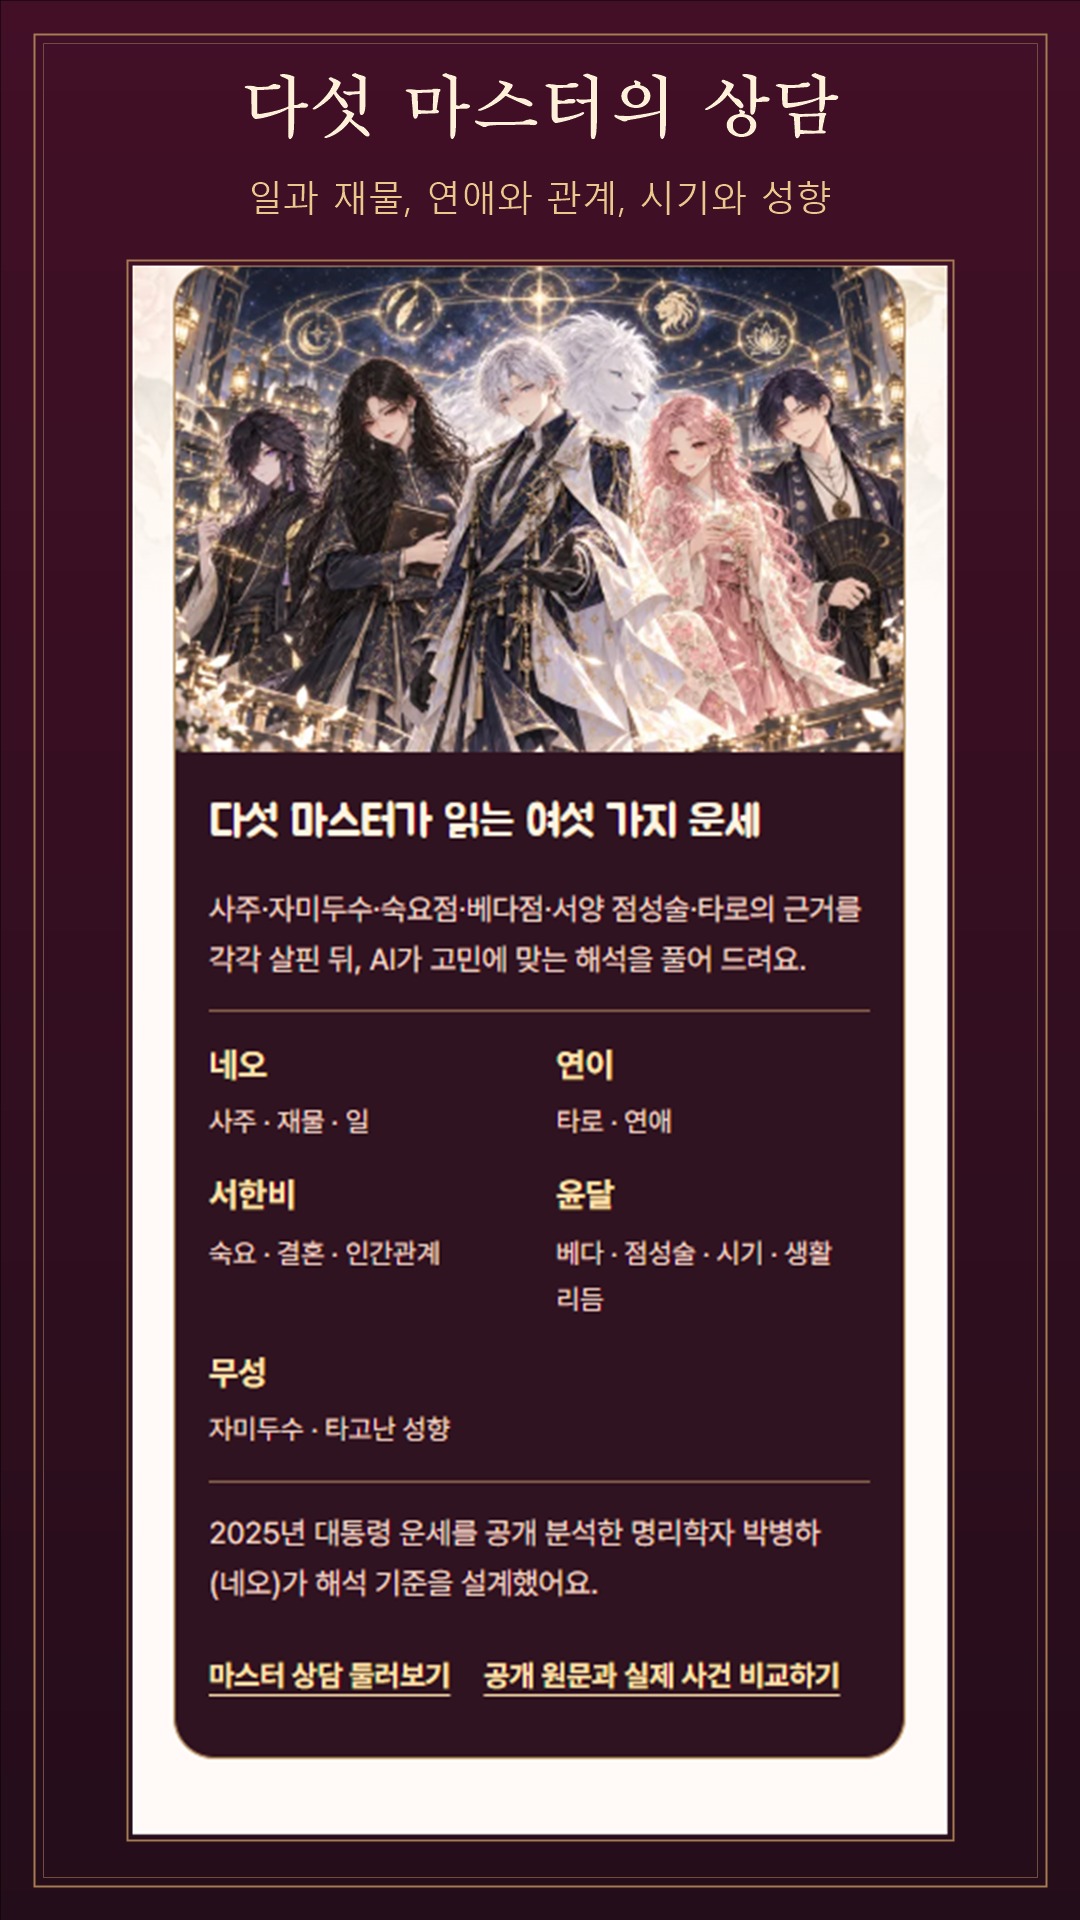 다섯 마스터의 상담
일과 재물, 연애와 관계, 시기와 성향
다섯 마스터가 읽는 여섯 가지 운세
사주·자미두수·숙요점·베다점·서양 점성술·타로의 근거를
각각 살핀 뒤, AI가 고민에 맞는 해석을 풀어 드려요.
네오
사주 · 재물 · 일
연이
타로 · 연애
서한비
숙요 · 결혼 · 인간관계
윤달
베다 · 점성술 · 시기 · 생활
리듬
무성
자미두수 · 타고난 성향
2025년 대통령 운세를 공개 분석한 명리학자 박병하
(네오)가 해석 기준을 설계했어요.
마스터 상담 둘러보기
공개 원문과 실제 사건 비교하기